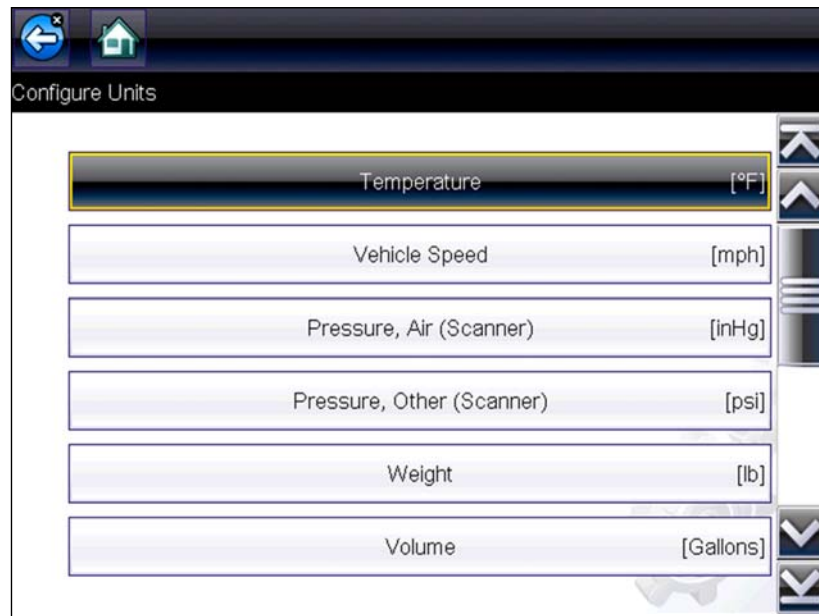 Configure Units
Temperature [°F]
Vehicle Speed [mph]
Pressure, Air (Scanner) [inHg]
Pressure, Other (Scanner) [psi]
Weight [lb]
Volume [Gallons]